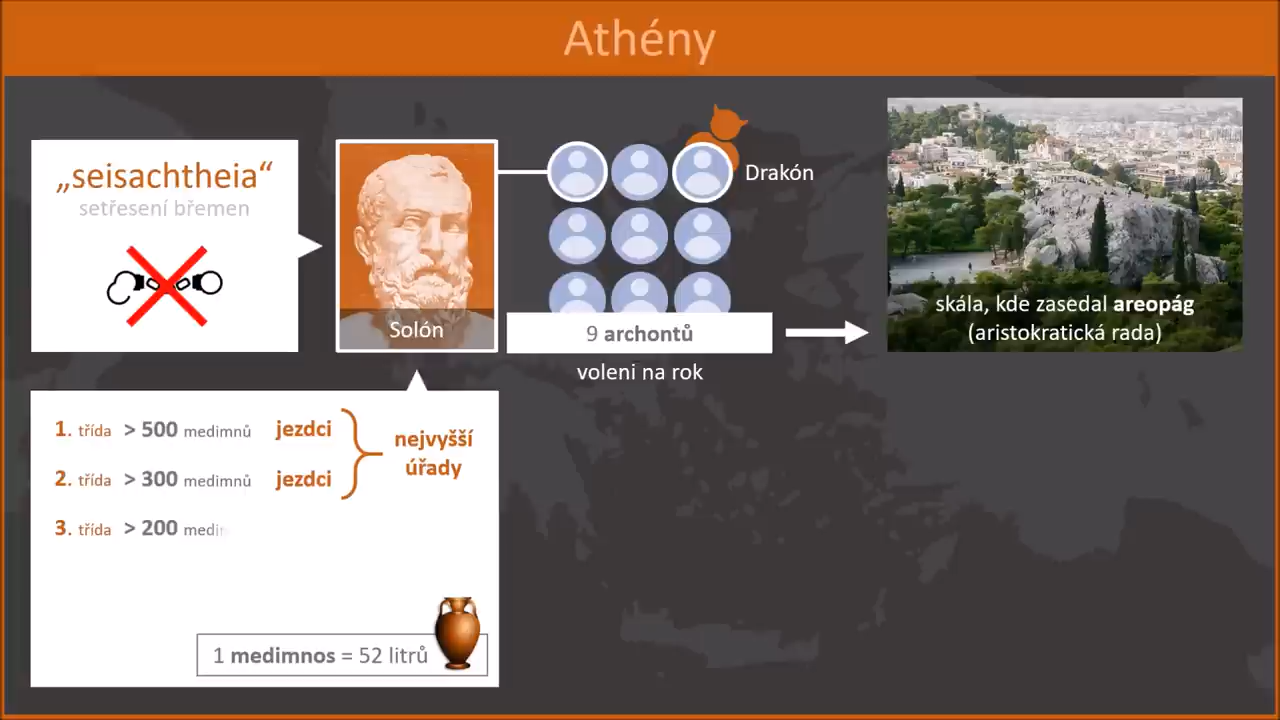 Athény
„seisachtheia“
setřesení břemen
Solón
Drakón
9 archontů
voleni na rok
skála, kde zasedal areopág
(aristokratická rada)
1. třída > 500 medimnů jezdci
2. třída > 300 medimnů jezdci
nejvyšší
úřady
3. třída > 200
1 medimnos = 52 litrů